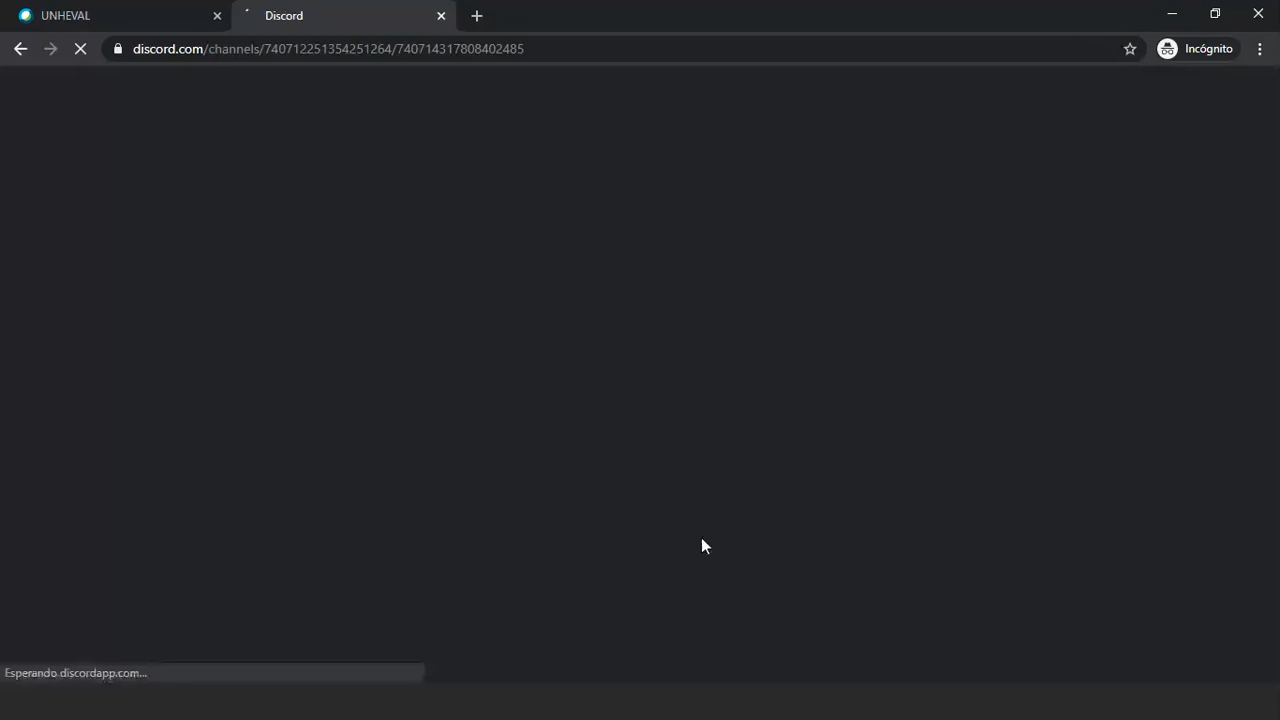 UNHEVAL
Discord
discord.com/channels/740712251354251264/740714317808402485
Incógnito
Esperando discordapp.com...